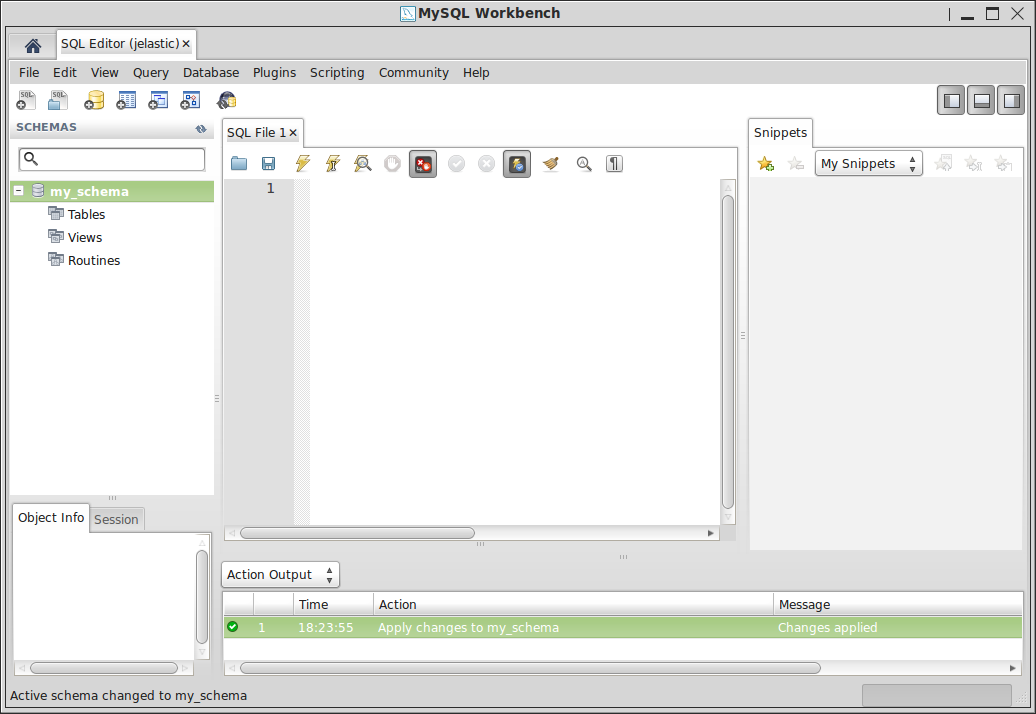 MySQL Workbench
SQL Editor (jelastic)
File Edit View Query Database Plugins Scripting Community Help
SQL SQL
SCHEMAS
SQL File 1
Snippets
My Snippets
my_schema
1
Tables
Views
Routines
Object Info Session
Action Output
Time Action Message
1 18:23:55 Apply changes to my_schema Changes applied
Active schema changed to my_schema